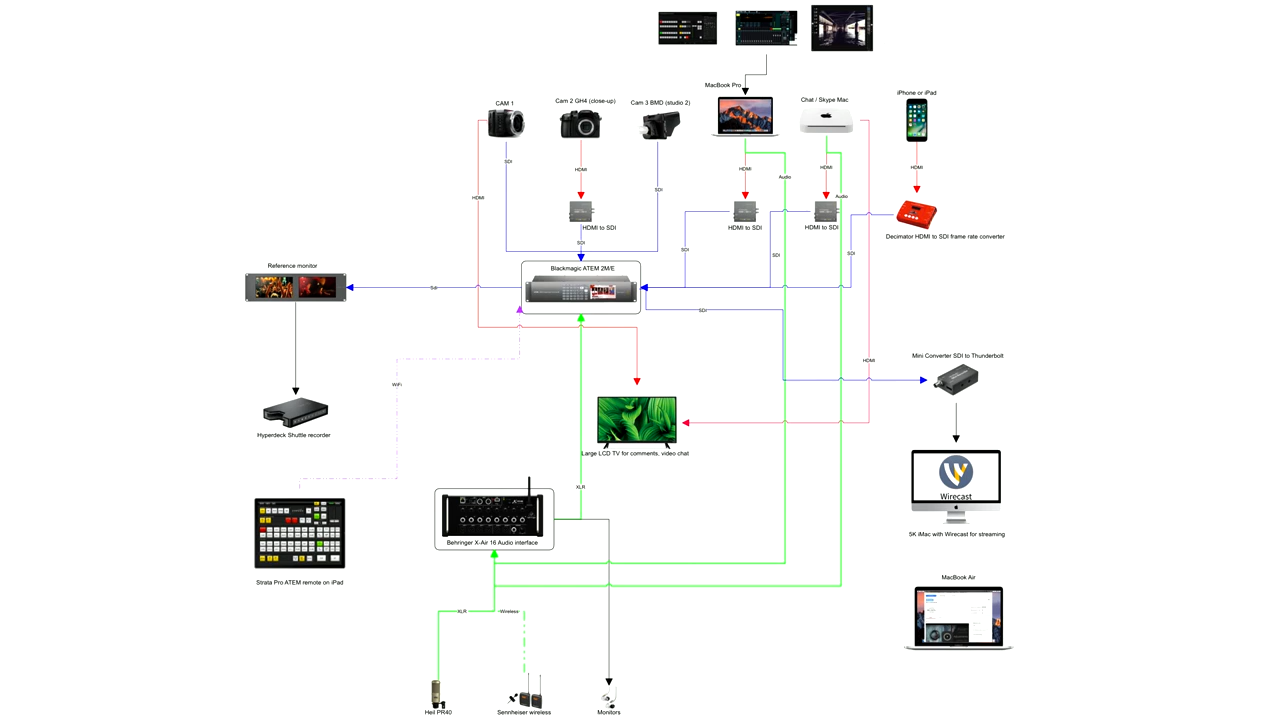 MacBook Pro
CAM 1
Cam 2 GH4 (close-up)
Cam 3 BMD (studio 2)
Chat / Skype Mac
iPhone or iPad
SDI
HDMI
SDI
HDMI
HDMI
HDMI
Audio
Audio
HDMI
HDMI to SDI
HDMI to SDI
HDMI to SDI
Decimator HDMI to SDI frame rate converter
SDI
SDI
SDI
SDI
Reference monitor
Blackmagic ATEM 2M/E
Sdi
SDI
Mini Converter SDI to Thunderbolt
HDMI
WiFi
Hyperdeck Shuttle recorder
Large LCD TV for comments, video chat
XLR
Wirecast
5K iMac with Wirecast for streaming
Behringer X-Air 16 Audio interface
Strata Pro ATEM remote on iPad
MacBook Air
XLR
Wireless
Heil PR40
Sennheiser wireless
Monitors